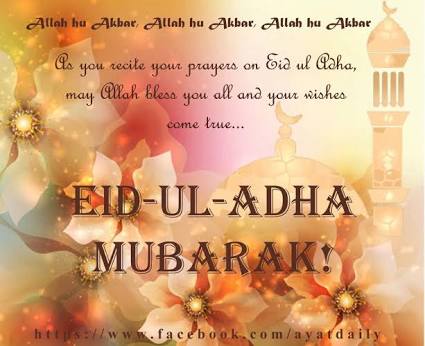 Allah hu Akbar, Allah hu Akbar, Allah hu Akbar
As you recite your prayers on Eid ul Adha,
may Allah bless you all and your wishes
come true...
EID-UL-ADHA
MUBARAK!
https://www.facebook.com/ayatdaily